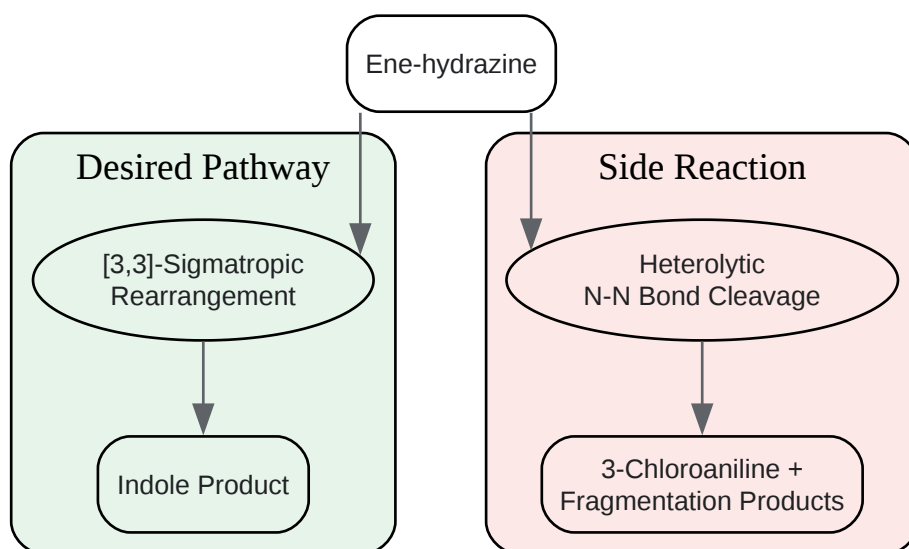 Ene-hydrazine
Desired Pathway
[3,3]-Sigmatropic
Rearrangement
Indole Product
Side Reaction
Heterolytic
N-N Bond Cleavage
3-Chloroaniline +
Fragmentation Products